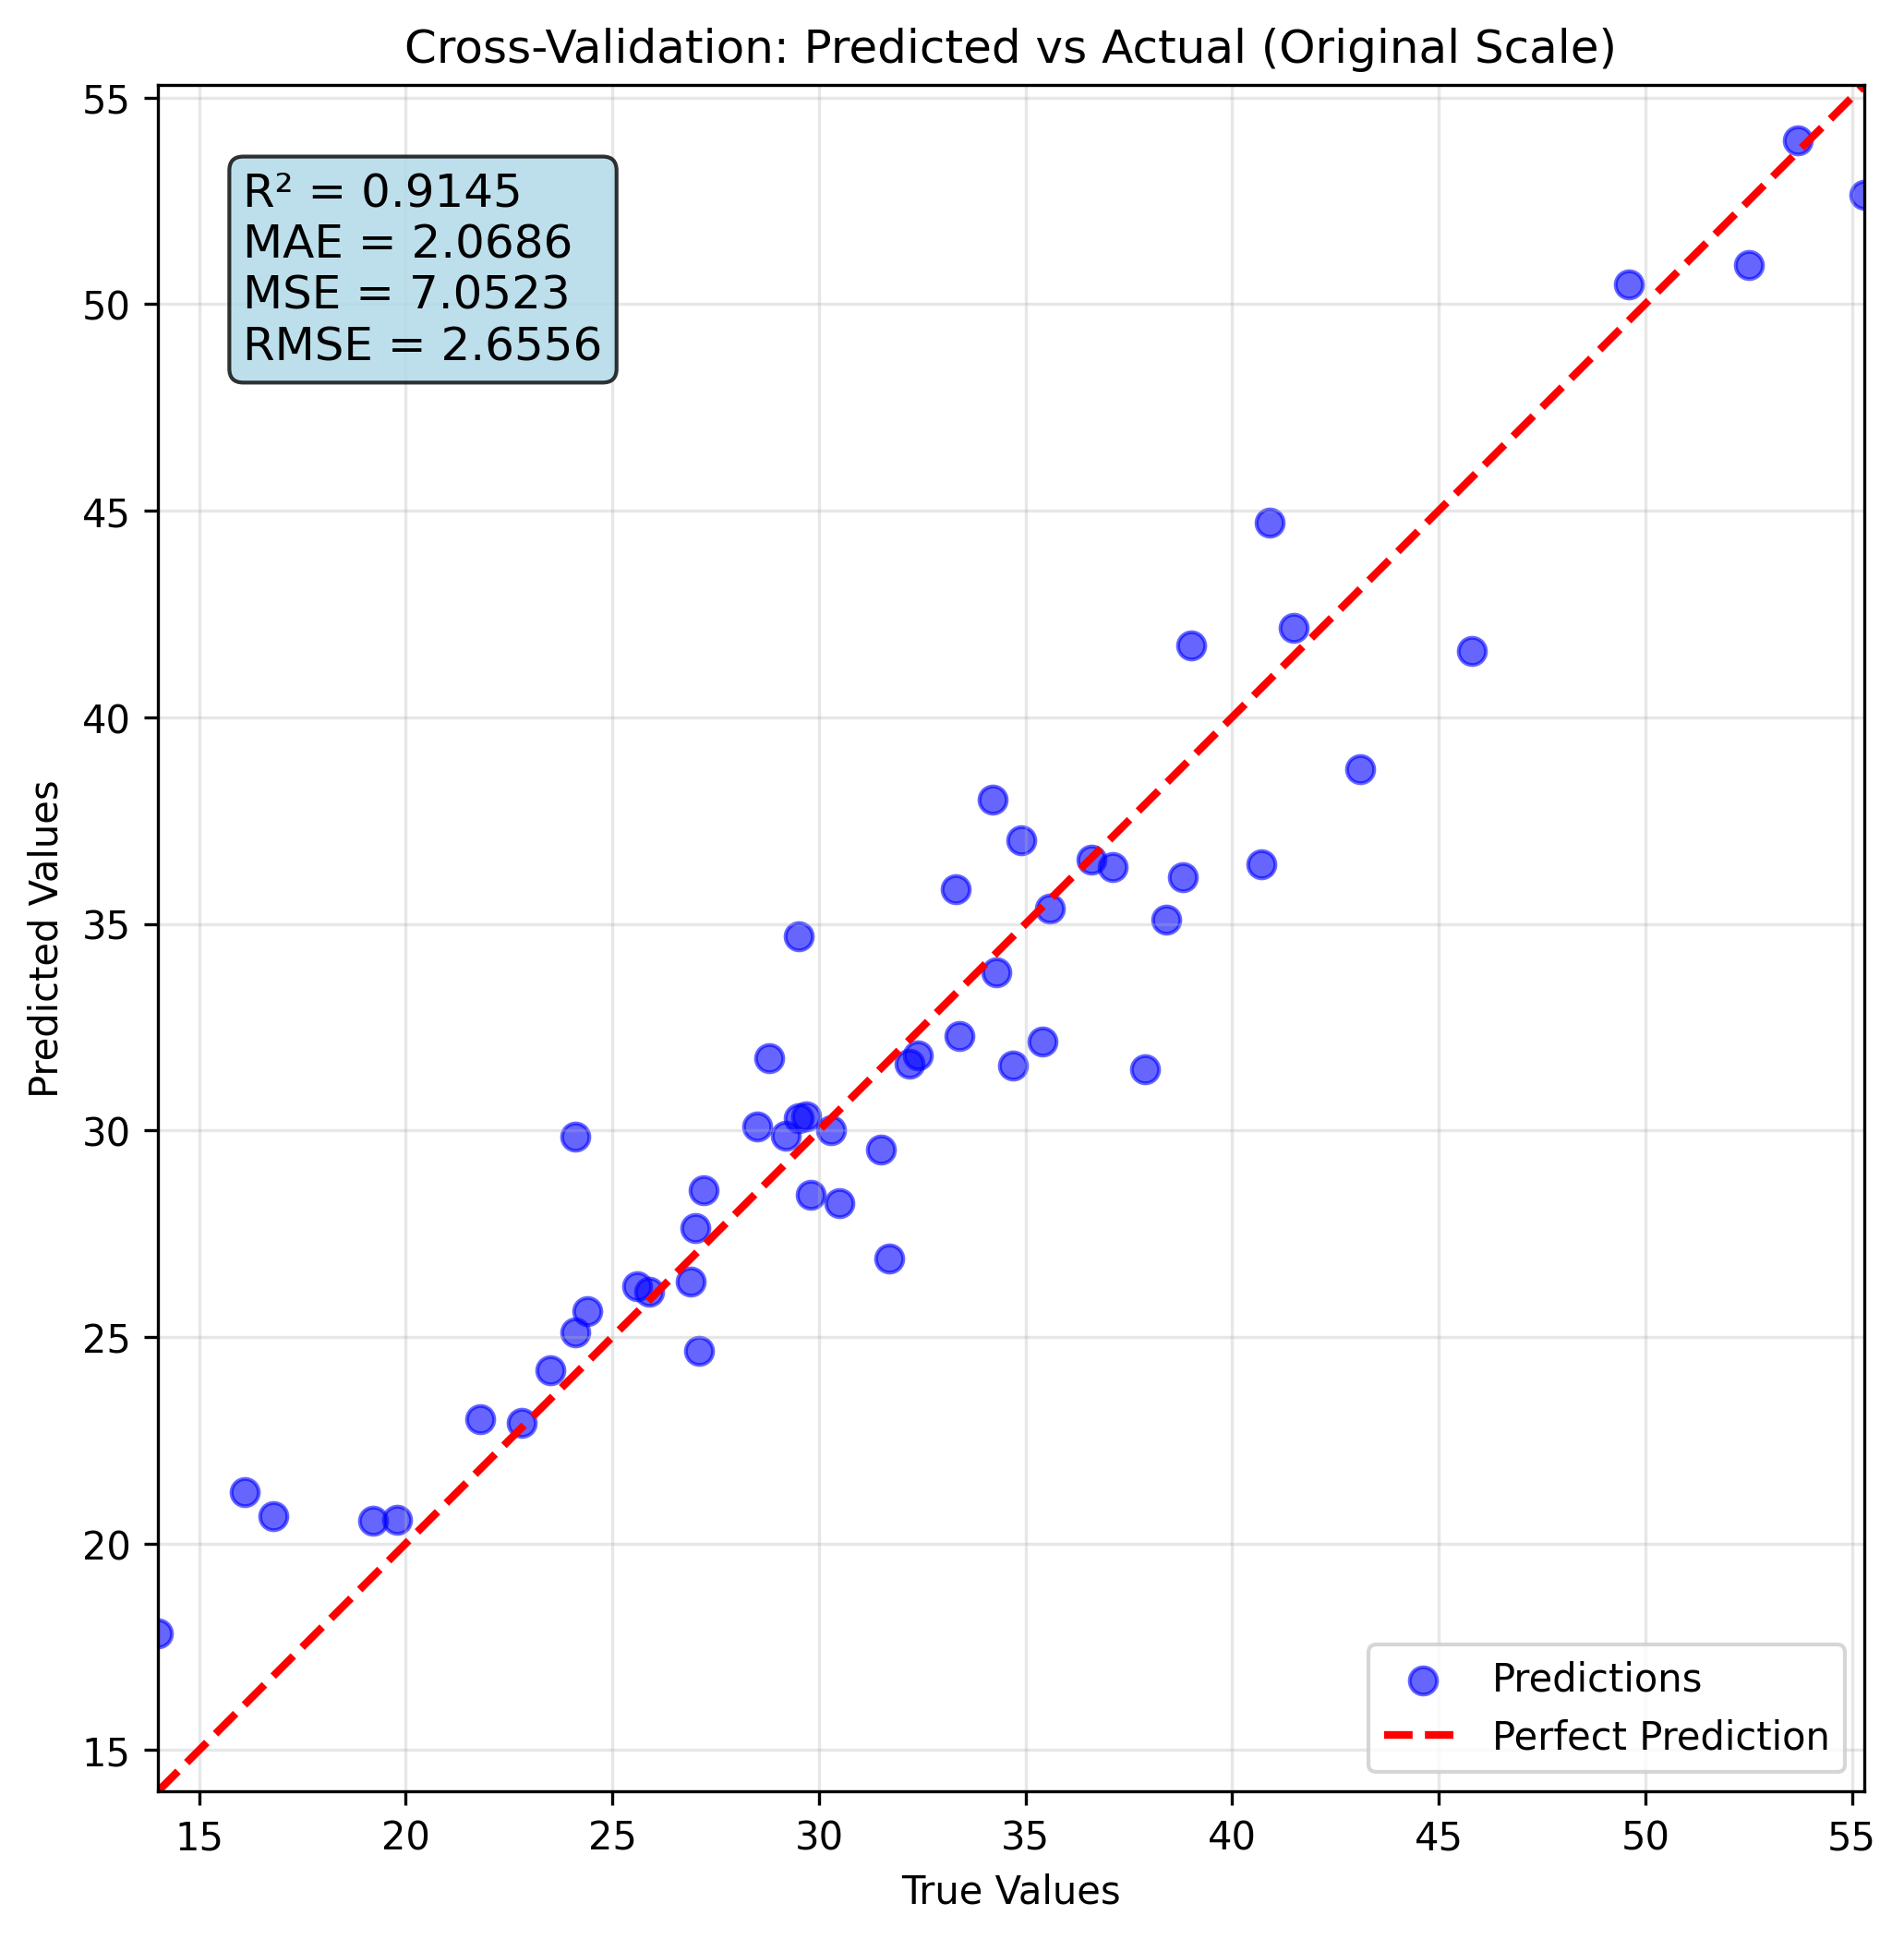 Cross-Validation: Predicted vs Actual (Original Scale)
R² = 0.9145
MAE = 2.0686
MSE = 7.0523
RMSE = 2.6556
Predicted Values
55
50
45
40
35
30
25
20
15
Predictions
Perfect Prediction
15 20 25 30 35 40 45 50 55
True Values